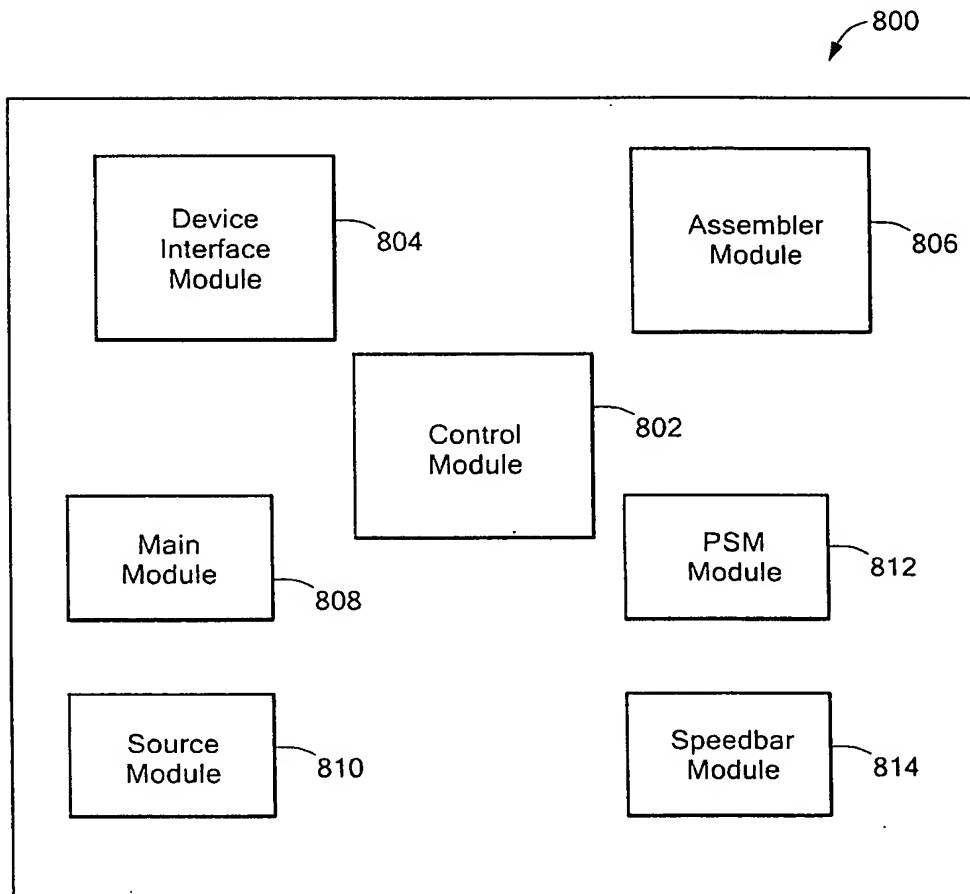 800
Device
Interface
Module
804
Assembler
Module
806
Control
Module
802
Main
Module
808
PSM
Module
812
Source
Module
810
Speedbar
Module
814